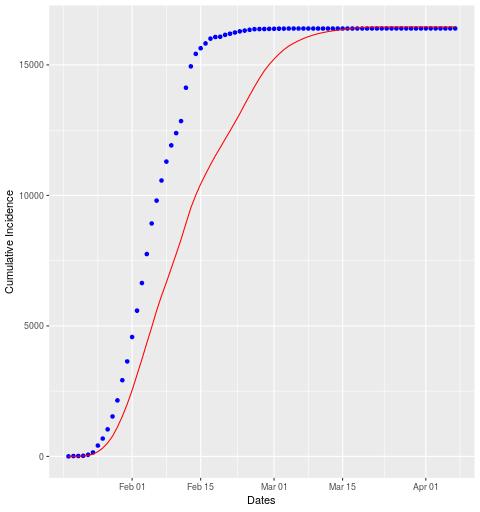 15000
10000
5000
0
Cumulative Incidence
Feb 01
Feb 15
Mar 01
Mar 15
Apr 01
Dates